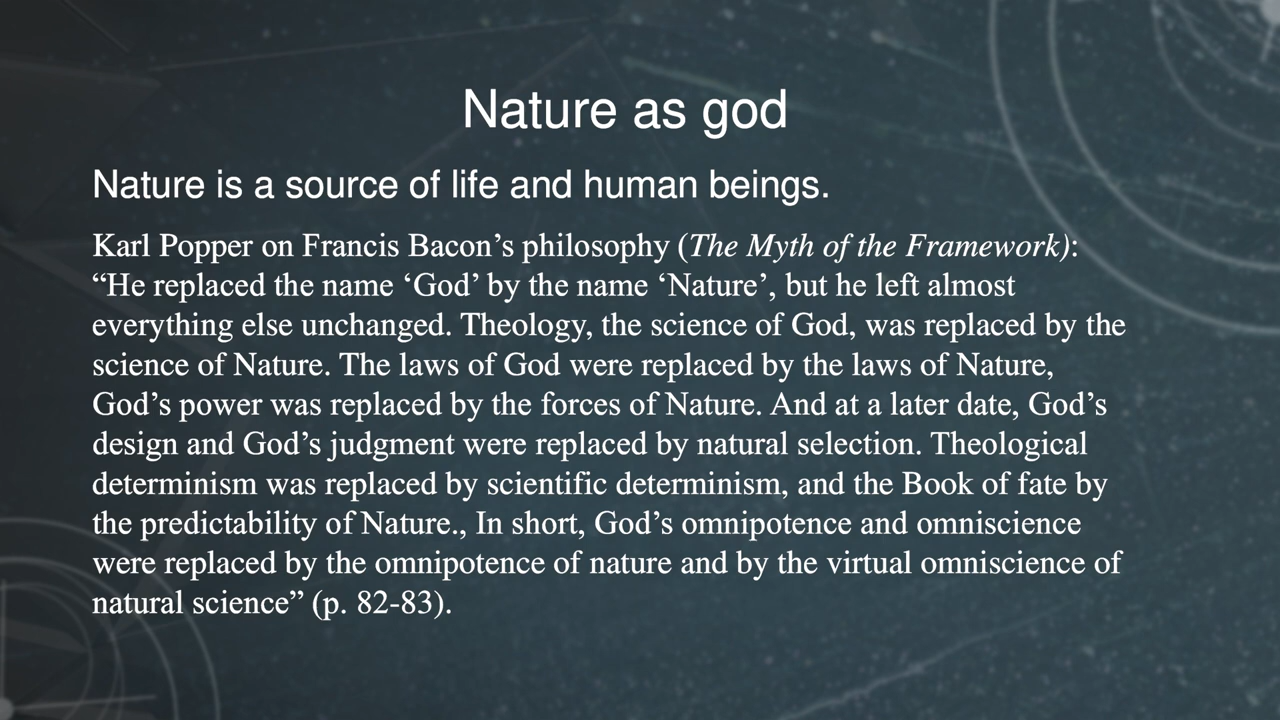 Nature as god
Nature is a source of life and human beings.
Karl Popper on Francis Bacon’s philosophy (The Myth of the Framework):
“He replaced the name ‘God’ by the name ‘Nature’, but he left almost
everything else unchanged. Theology, the science of God, was replaced by the
science of Nature. The laws of God were replaced by the laws of Nature,
God’s power was replaced by the forces of Nature. And at a later date, God’s
design and God’s judgment were replaced by natural selection. Theological
determinism was replaced by scientific determinism, and the Book of fate by
the predictability of Nature., In short, God’s omnipotence and omniscience
were replaced by the omnipotence of nature and by the virtual omniscience of
natural science” (p. 82-83).